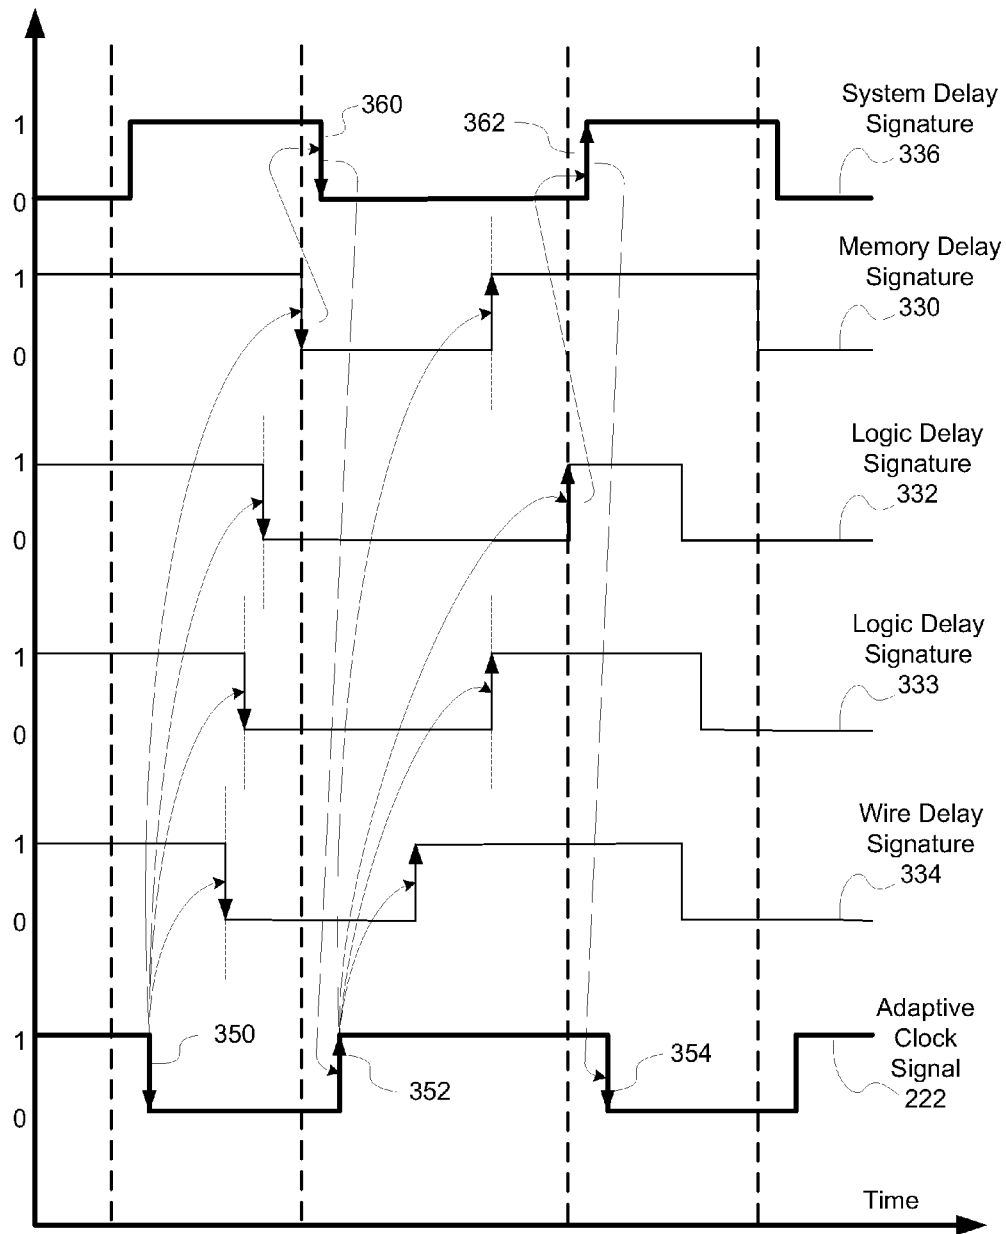 360
362
System Delay
Signature
336
1
0
Memory Delay
Signature
330
1
0
Logic Delay
Signature
332
1
0
Logic Delay
Signature
333
1
0
Wire Delay
Signature
334
1
0
Adaptive
Clock
Signal
222
1
0
350
352
354
Time